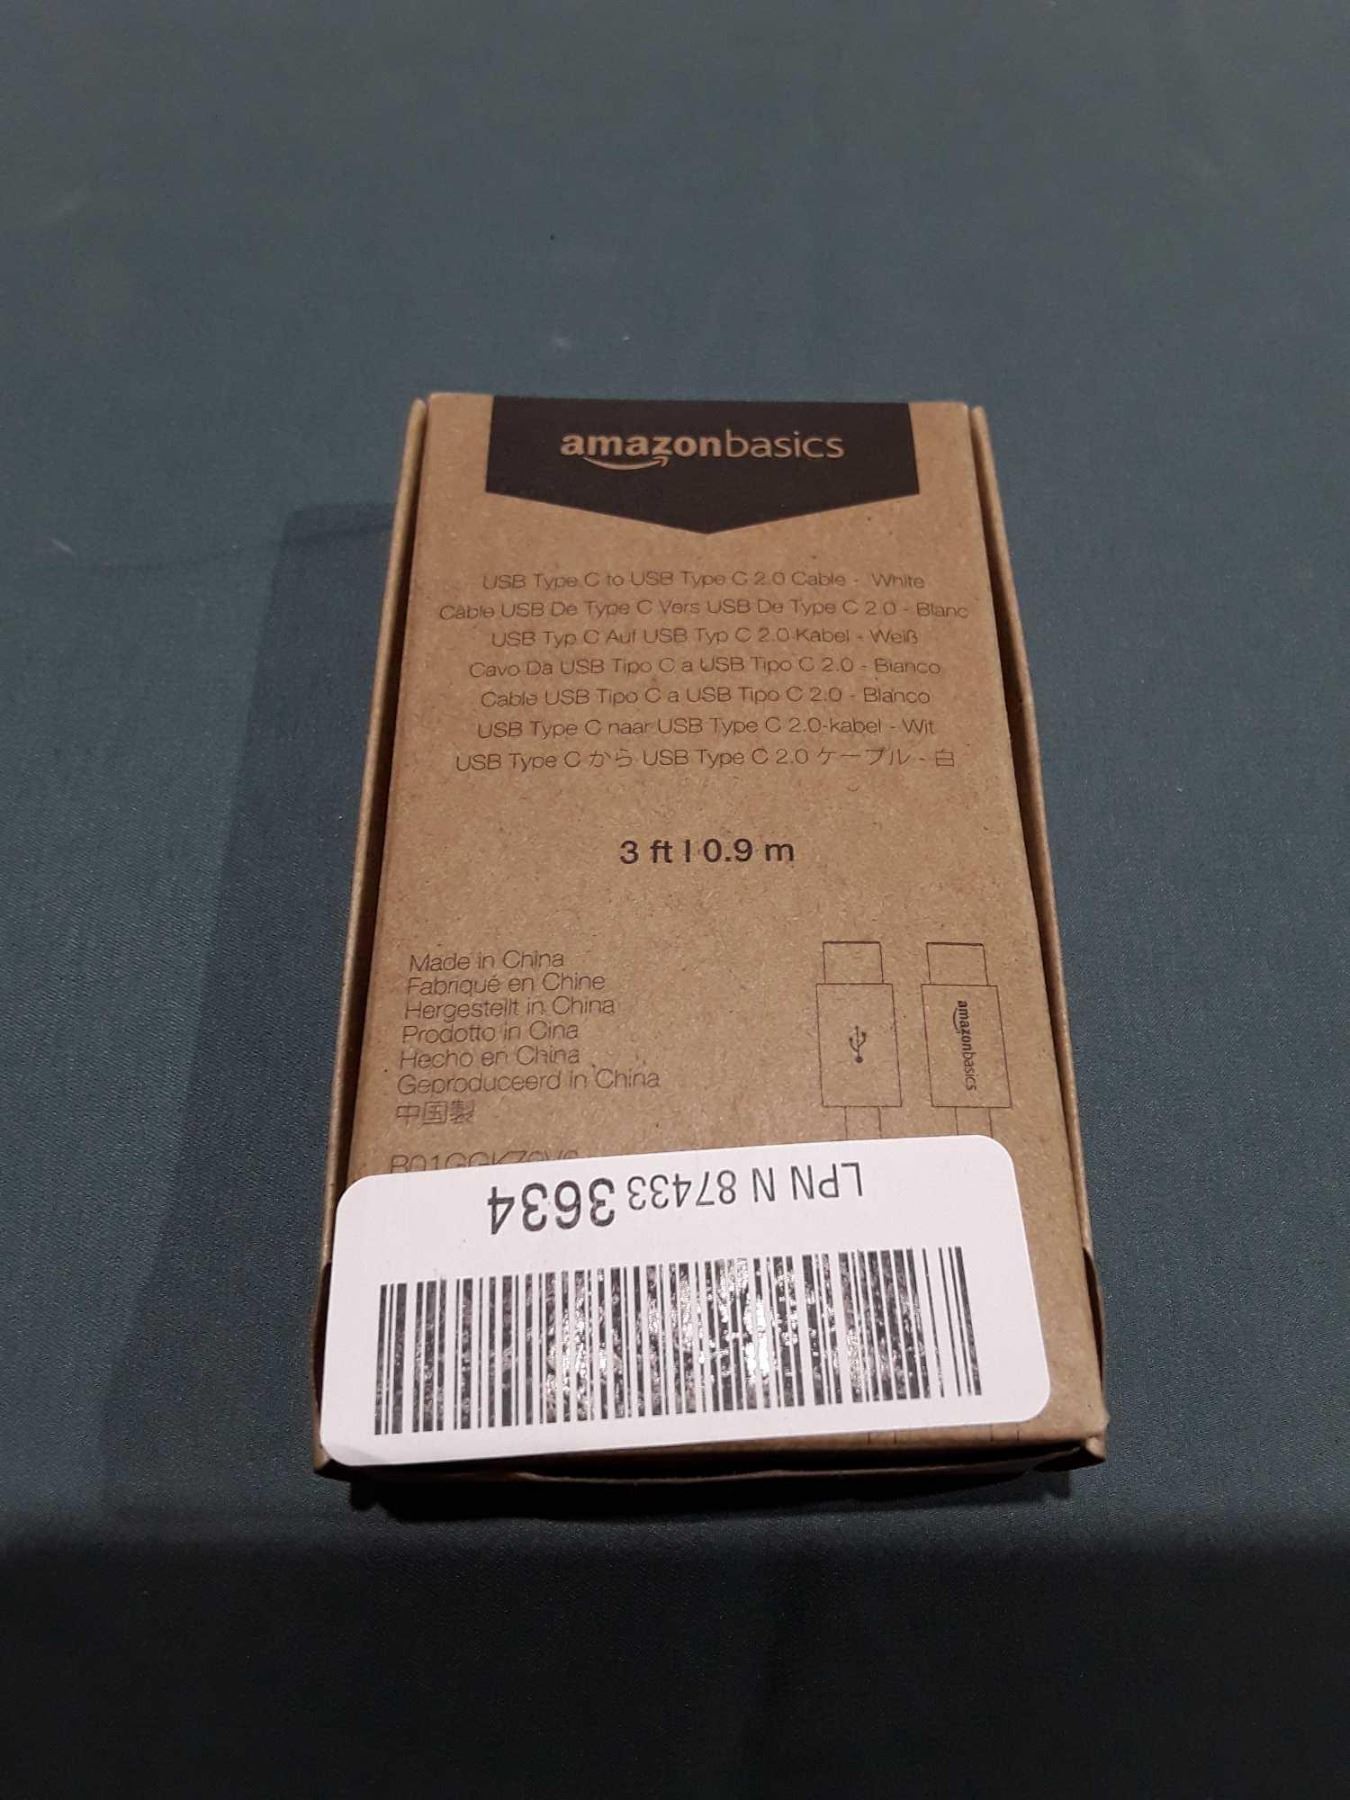 amazonbasics
USB Type C to USB Type C 2.0 Cable - White
Câble USB De Type C Vers USB De Type C 2.0 - Blanc
USB Typ C Auf USB Typ C 2.0-Kabel - Weiß
Cavo Da USB Tipo C a USB Tipo C 2.0 - Bianco
Cable USB Tipo C a USB Tipo C 2.0 - Blanco
USB Type C naar USB Type C 2.0-kabel - Wit
USB Type C から USB Type C 2.0 ケーブル - 白
3 ft | 0.9 m
Made in China
Fabriqué en Chine
Hergestellt in China
Prodotto in Cina
Hecho en China
Geproduceerd in China
中国製
amazonbasics
LPN N 87433 3634